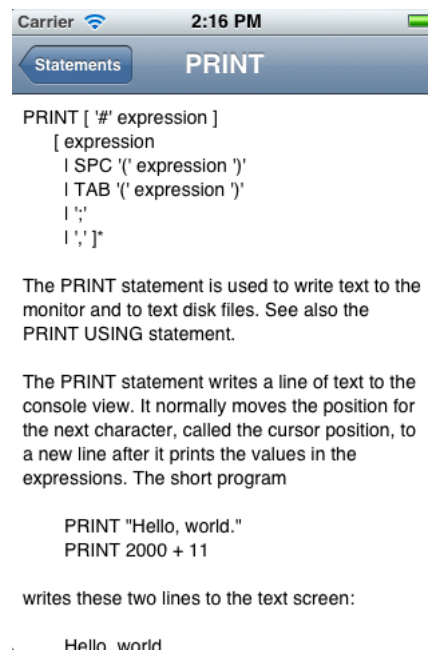 Carrier 2:16 PM
Statements PRINT
PRINT [ '#' expression ]
[ expression
| SPC '(' expression ')'
| TAB '(' expression ')'
| ';'
| ',' ]*
The PRINT statement is used to write text to the
monitor and to text disk files. See also the
PRINT USING statement.
The PRINT statement writes a line of text to the
console view. It normally moves the position for
the next character, called the cursor position, to
a new line after it prints the values in the
expressions. The short program
PRINT "Hello, world."
PRINT 2000 + 11
writes these two lines to the text screen:
Hello, world